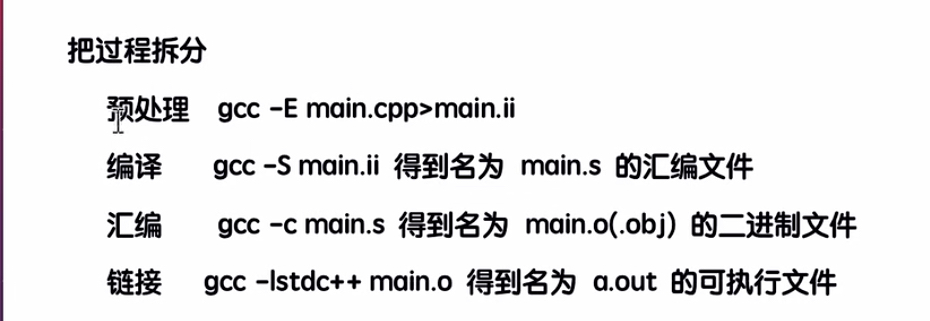 把过程拆分
预处理 gcc -E main.cpp>main.ii
编译 gcc -S main.ii 得到名为 main.s 的汇编文件
汇编 gcc -c main.s 得到名为 main.o(.obj) 的二进制文件
链接 gcc -lstdc++ main.o 得到名为 a.out 的可执行文件